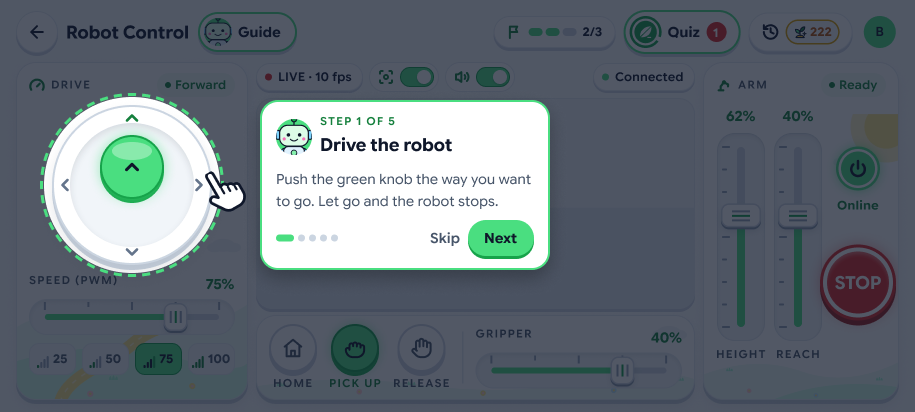 Robot Control
Guide
2/3
Quiz 1
222
B
DRIVE
Forward
LIVE · 10 fps
Connected
ARM
Ready
STEP 1 OF 5
Drive the robot
Push the green knob the way you want
to go. Let go and the robot stops.
Skip
Next
62%
40%
Online
STOP
HEIGHT
REACH
SPEED (PWM)
75%
25
50
75
100
HOME
PICK UP
RELEASE
GRIPPER
40%